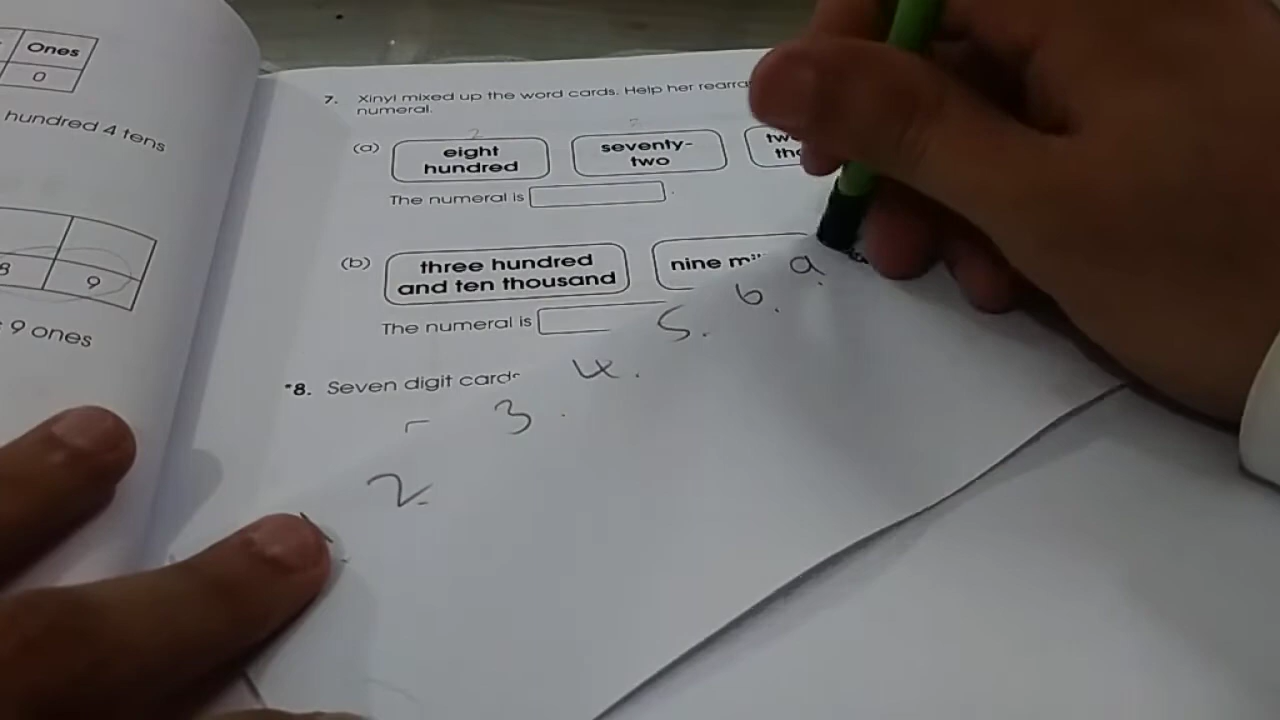 Ones
0
hundred 4 tens
8 9
9 ones
7. Xinyi mixed up the word cards. Help her
numeral.
(a) eight hundred seventy-two
The numeral is
(b) three hundred and ten thousand nine
The numeral is
*8. Seven digit
2. 3. 4. 5. 6. 9.